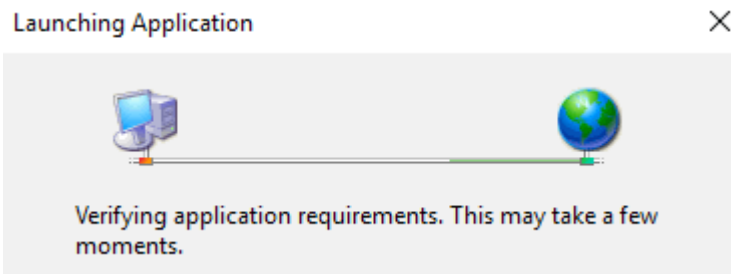 Launching Application
Verifying application requirements. This may take a few
moments.